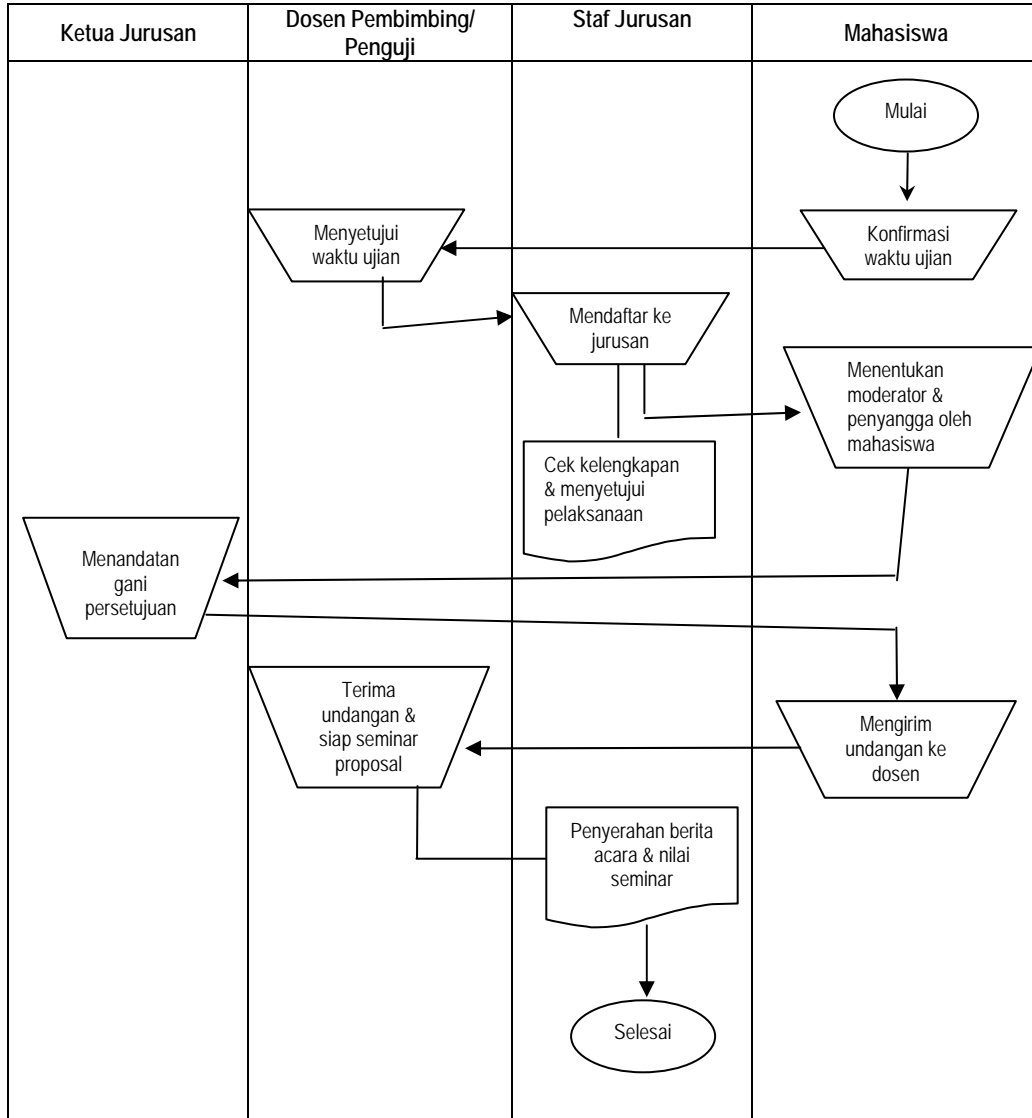 Ketua Jurusan
Dosen Pembimbing/
Penguji
Staf Jurusan
Mahasiswa
Mulai
Konfirmasi
waktu ujian
Menyetujui
waktu ujian
Mendaftar ke
jurusan
Menentukan
moderator &
penyangga oleh
mahasiswa
Cek kelengkapan
& menyetujui
pelaksanaan
Menandatan
gani
persetujuan
Terima
undangan &
siap seminar
proposal
Mengirim
undangan ke
dosen
Penyerahan berita
acara & nilai
seminar
Selesai